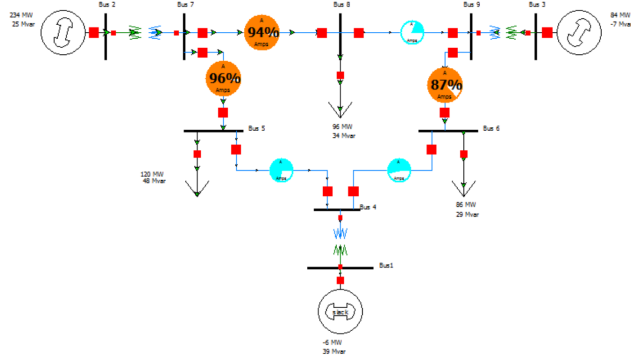 Bus 2
Bus 7
Bus 8
Bus 9
Bus 3
234 MW
25 Mvar
84 MW
-7 Mvar
A
94%
Amps
A
96%
Amps
A
87%
Amps
96 MW
34 Mvar
Bus 5
Bus 6
120 MW
48 Mvar
A
Amps
A
Amps
86 MW
29 Mvar
Bus 4
Bus1
slack
-6 MW
39 Mvar